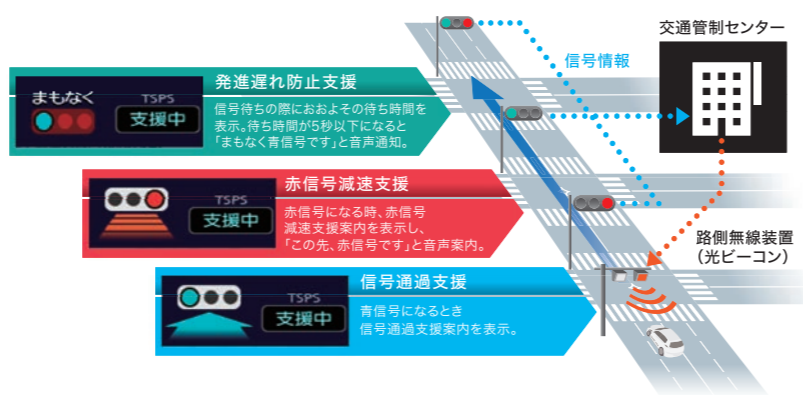 交通管制センター
信号情報
発進遅れ防止支援
まもなく
TSPS
支援中
信号待ちの際におおよその待ち時間を
表示。待ち時間が5秒以下になると
「まもなく青信号です」と音声通知。
赤信号減速支援
TSPS
支援中
赤信号になる時、赤信号
減速支援案内を表示し、
「この先、赤信号です」と音声案内。
路側無線装置
（光ビーコン）
信号通過支援
TSPS
支援中
青信号になるとき
信号通過支援案内を表示。